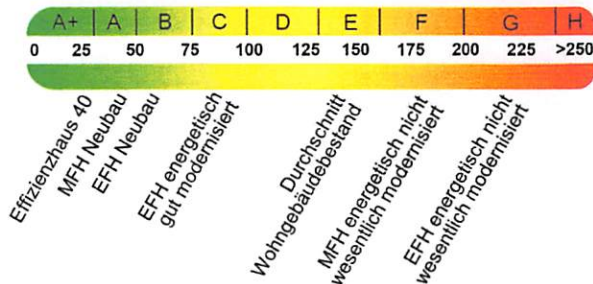 A+ A B C D E F G H
0 25 50 75 100 125 150 175 200 225 >250
Effizienzhaus 40
MFH Neubau
EFH Neubau
EFH energetisch
gut modernisiert
Durchschnitt
Wohngebäudebestand
MFH energetisch nicht
wesentlich modernisiert
EFH energetisch nicht
wesentlich modernisiert